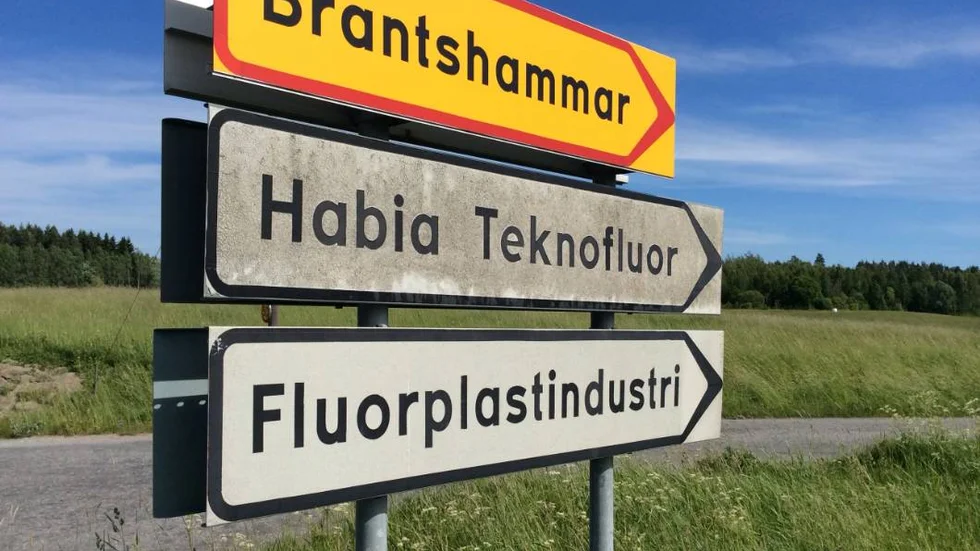 Brantshammar
Habia Teknofluor
Fluorplastindustri